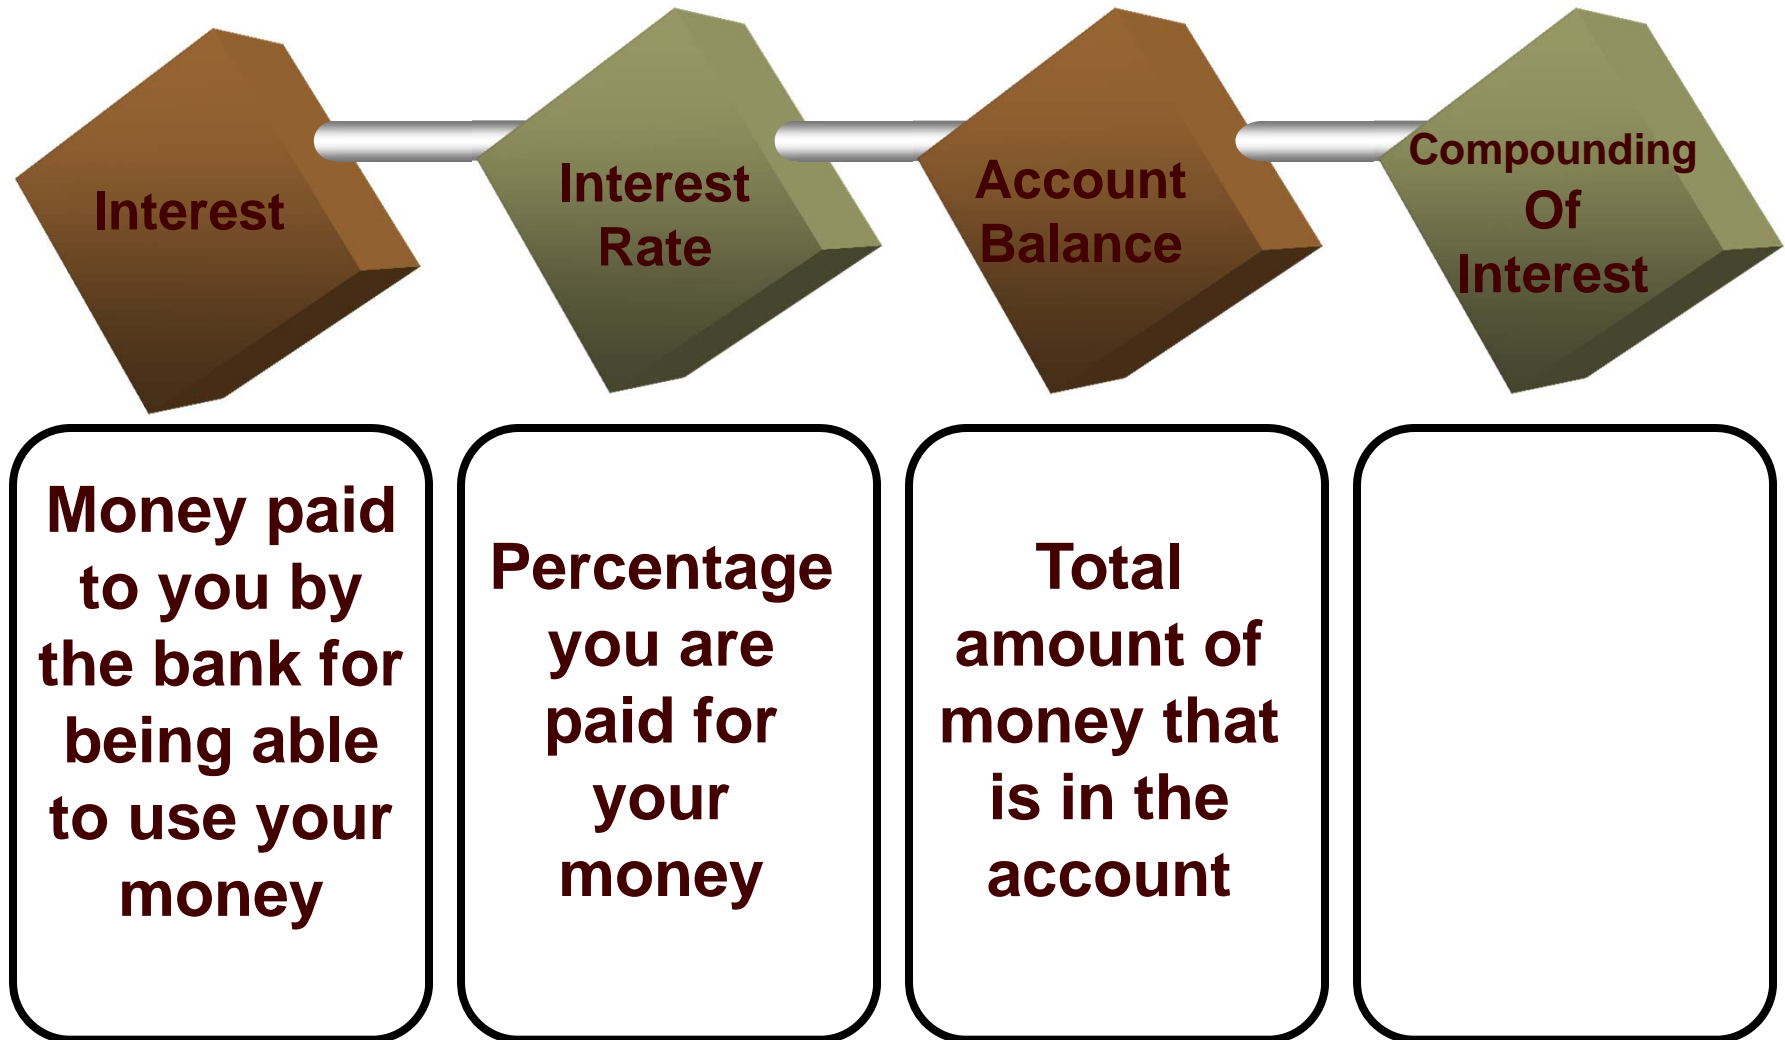 Interest
Interest
Rate
Account
Balance
Compounding
Of
Interest
Money paid
to you by
the bank for
being able
to use your
money
Percentage
you are
paid for
your
money
Total
amount of
money that
is in the
account